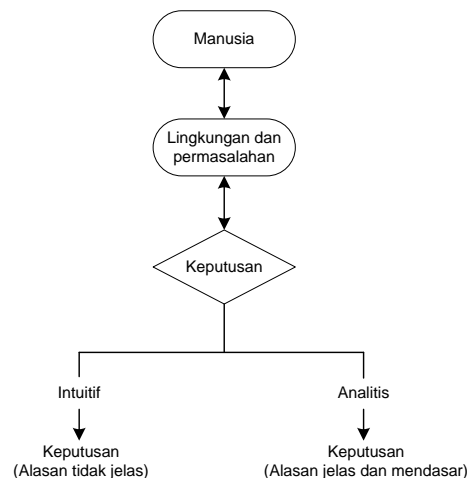 Manusia
Lingkungan dan
permasalahan
Keputusan
Intuitif
Analitis
Keputusan
(Alasan tidak jelas)
Keputusan
(Alasan jelas dan mendasar)